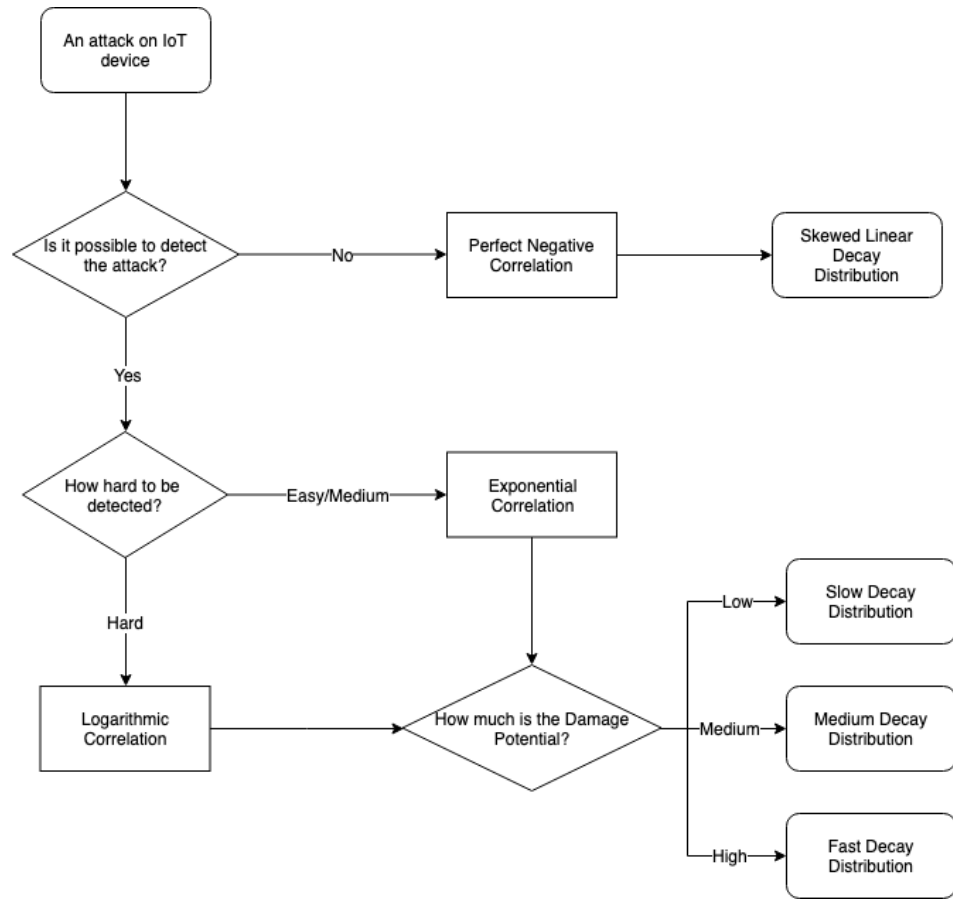 An attack on IoT
device
Is it possible to detect
the attack?
No
Perfect Negative
Correlation
Skewed Linear
Decay
Distribution
Yes
How hard to be
detected?
Easy/Medium
Exponential
Correlation
Hard
Logarithmic
Correlation
How much is the Damage
Potential?
Low
Slow Decay
Distribution
Medium
Medium Decay
Distribution
High
Fast Decay
Distribution